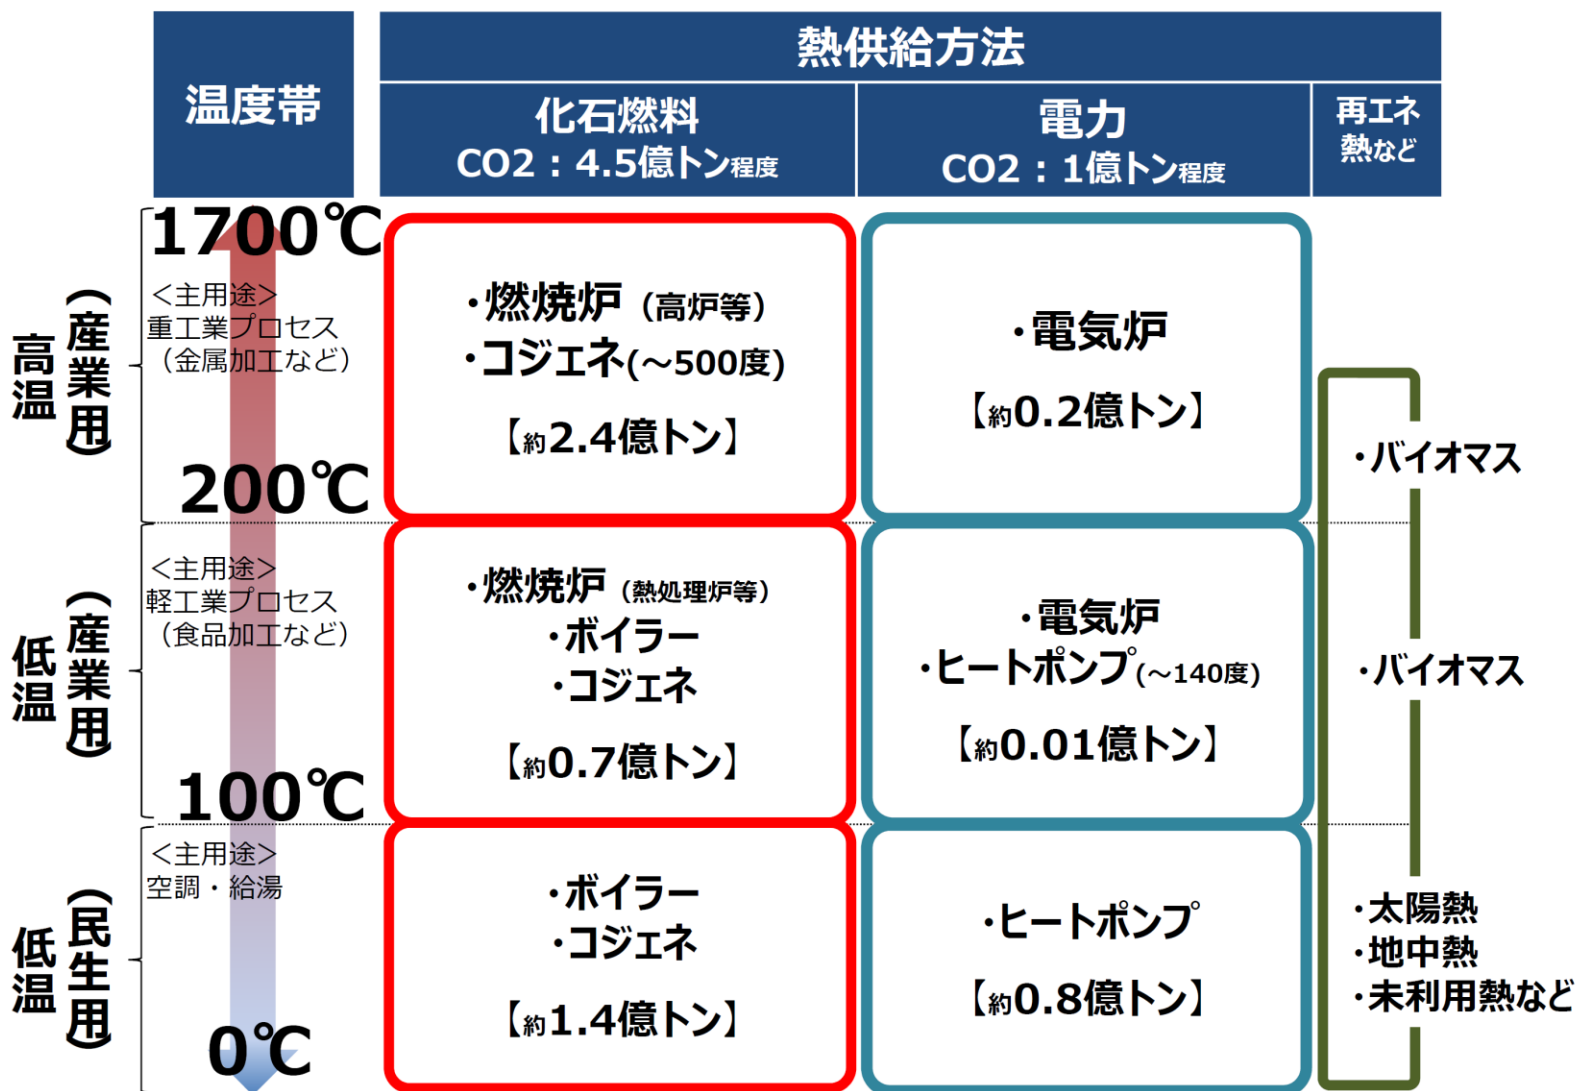 温度帯
熱供給方法
化石燃料
CO2：4.5億トン程度
電力
CO2：1億トン程度
再エネ
熱など
高温
（産業用）
1700℃
＜主用途＞
重工業プロセス
（金属加工など）
200℃
・燃焼炉（高炉等）
・コジェネ(～500度)
【約2.4億トン】
・電気炉
【約0.2億トン】
・バイオマス
低温
（産業用）
＜主用途＞
軽工業プロセス
（食品加工など）
100℃
・燃焼炉（熱処理炉等）
・ボイラー
・コジェネ
【約0.7億トン】
・電気炉
・ヒートポンプ(～140度)
【約0.01億トン】
・バイオマス
低温
（民生用）
＜主用途＞
空調・給湯
0℃
・ボイラー
・コジェネ
【約1.4億トン】
・ヒートポンプ
【約0.8億トン】
・太陽熱
・地中熱
・未利用熱など